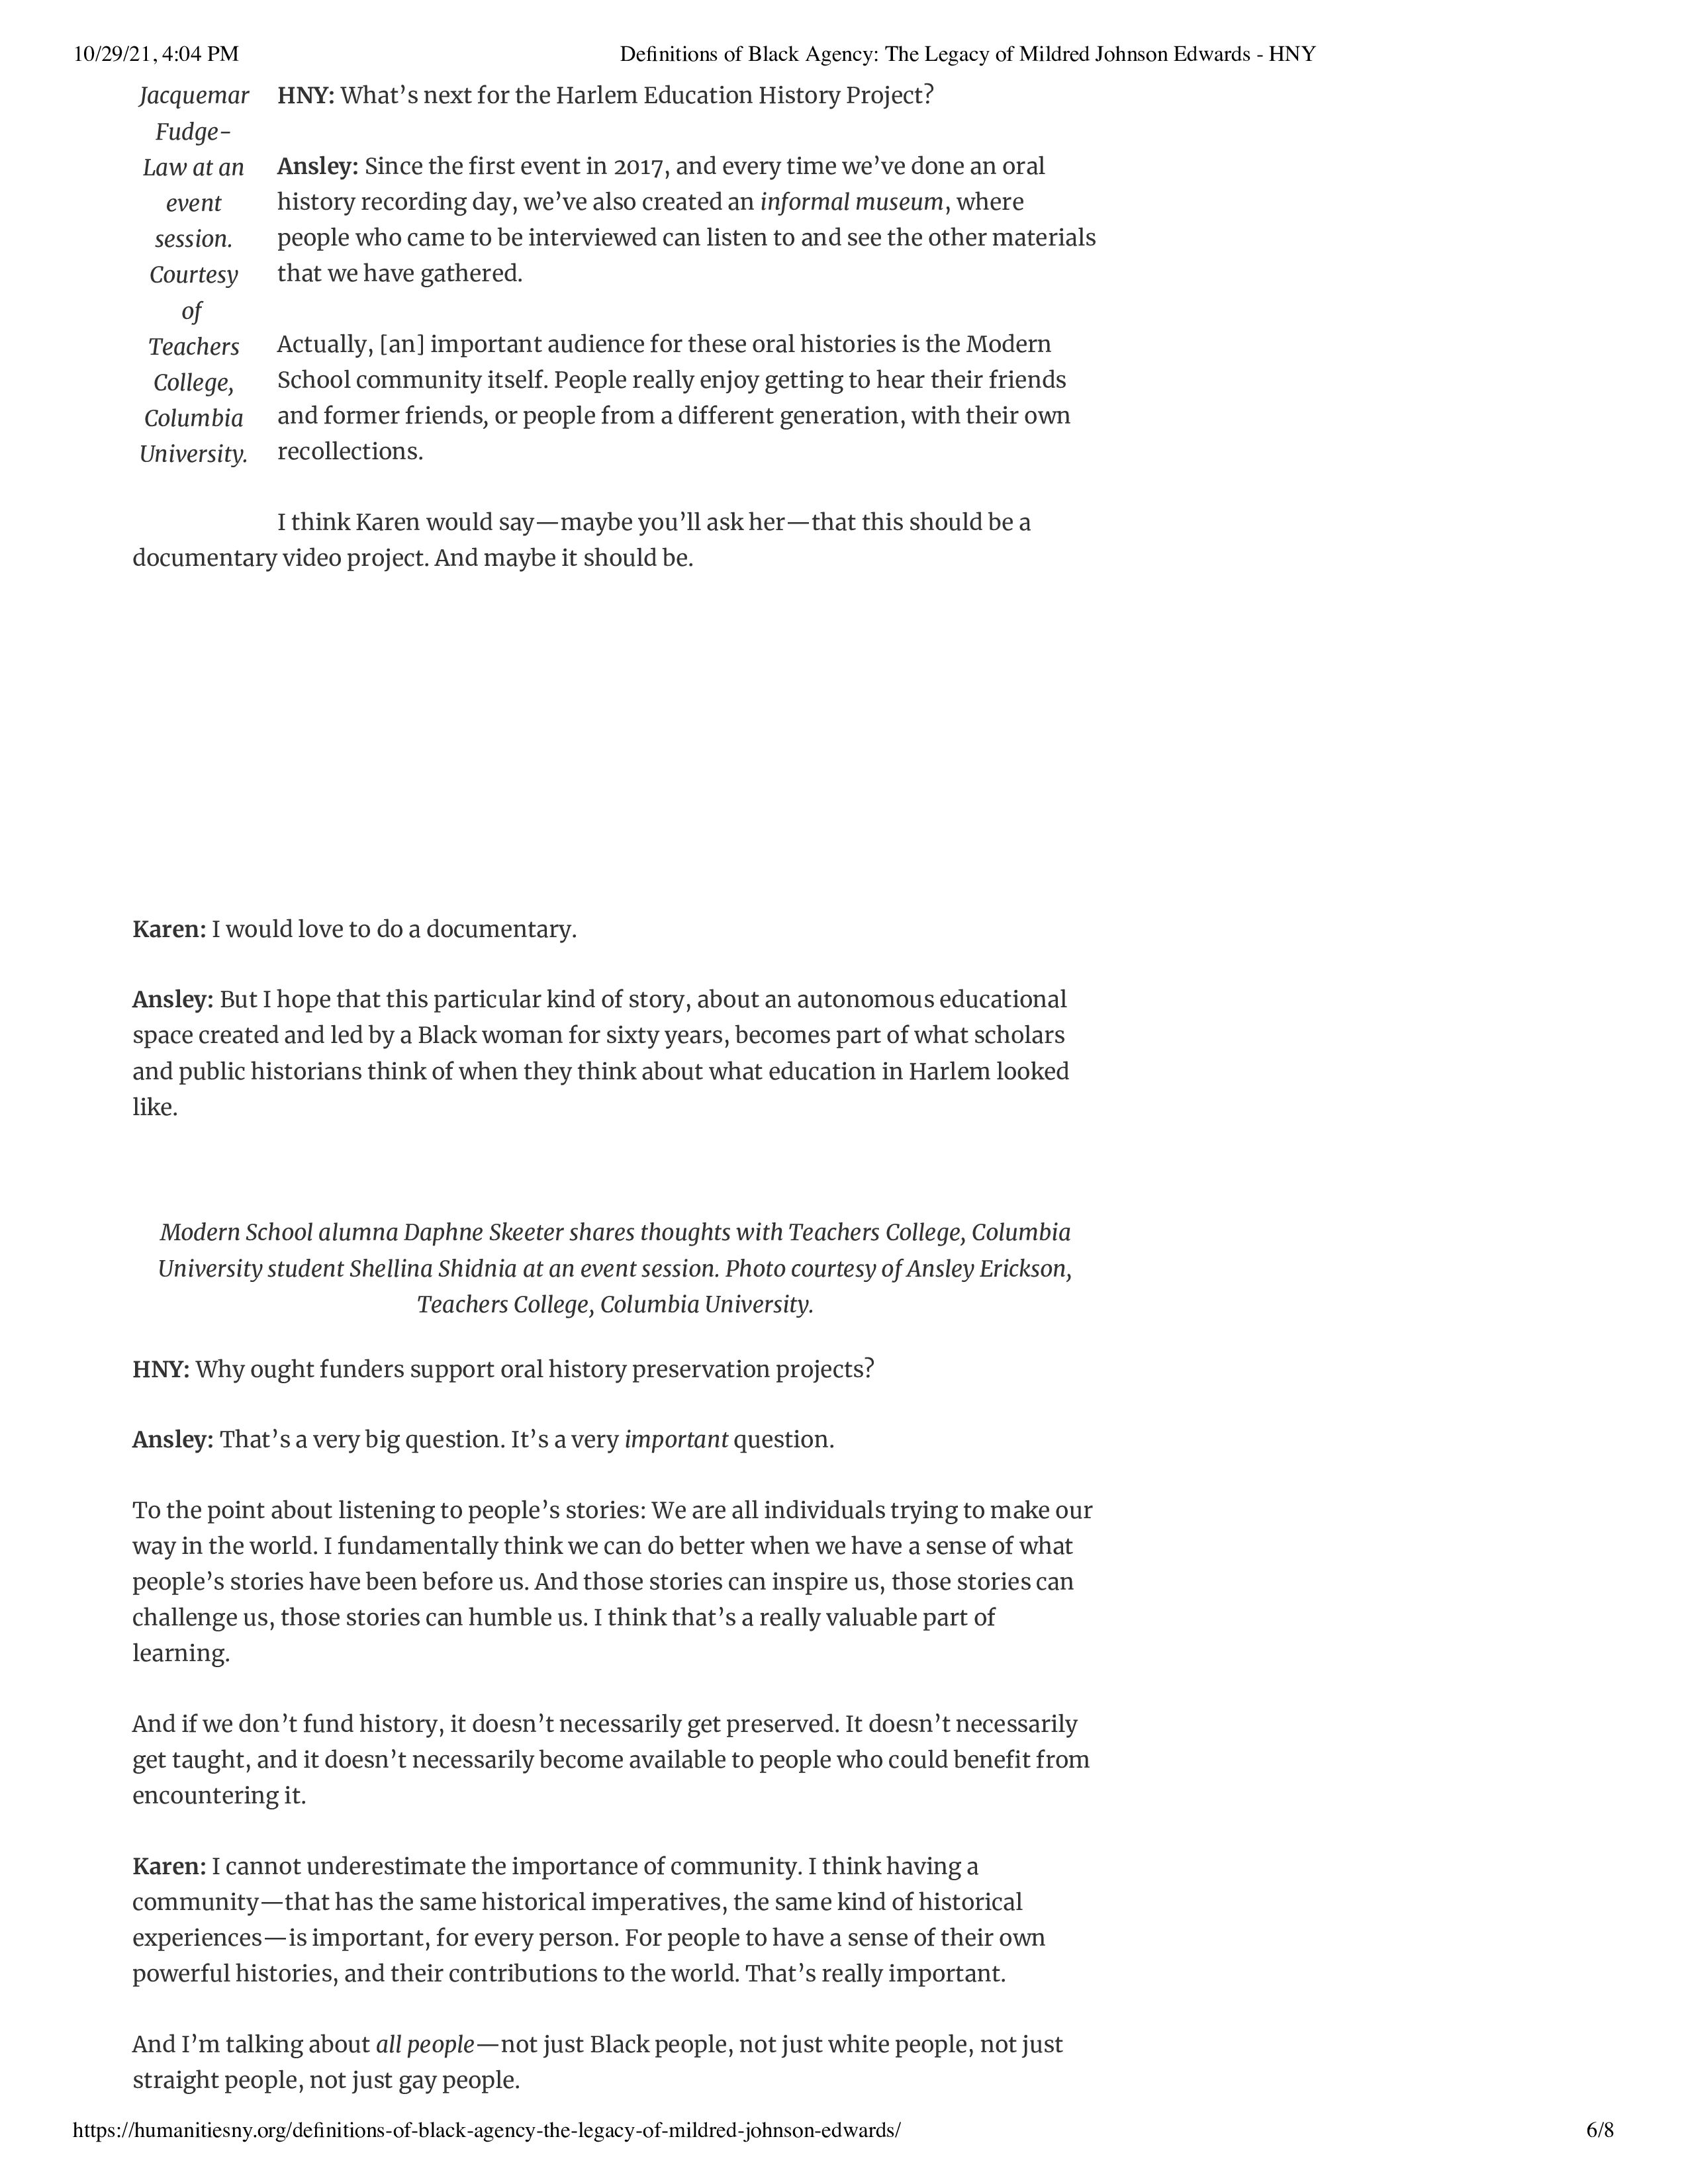 10/29/21, 4:04 PM
Definitions of Black Agency: The Legacy of Mildred Johnson Edwards - HNY
Jacquemar
Fudge-
Law at an
event
session.
Courtesy
of
Teachers
College,
Columbia
University.
HNY: What’s next for the Harlem Education History Project?
Ansley: Since the first event in 2017, and every time we’ve done an oral
history recording day, we’ve also created an informal museum, where
people who came to be interviewed can listen to and see the other materials
that we have gathered.
Actually, [an] important audience for these oral histories is the Modern
School community itself. People really enjoy getting to hear their friends
and former friends, or people from a different generation, with their own
recollections.
I think Karen would say—maybe you’ll ask her—that this should be a
documentary video project. And maybe it should be.
Karen: I would love to do a documentary.
Ansley: But I hope that this particular kind of story, about an autonomous educational
space created and led by a Black woman for sixty years, becomes part of what scholars
and public historians think of when they think about what education in Harlem looked
like.
Modern School alumna Daphne Skeeter shares thoughts with Teachers College, Columbia
University student Shellina Shidnia at an event session. Photo courtesy of Ansley Erickson,
Teachers College, Columbia University.
HNY: Why ought funders support oral history preservation projects?
Ansley: That’s a very big question. It’s a very important question.
To the point about listening to people’s stories: We are all individuals trying to make our
way in the world. I fundamentally think we can do better when we have a sense of what
people’s stories have been before us. And those stories can inspire us, those stories can
challenge us, those stories can humble us. I think that’s a really valuable part of
learning.
And if we don’t fund history, it doesn’t necessarily get preserved. It doesn’t necessarily
get taught, and it doesn’t necessarily become available to people who could benefit from
encountering it.
Karen: I cannot underestimate the importance of community. I think having a
community—that has the same historical imperatives, the same kind of historical
experiences—is important, for every person. For people to have a sense of their own
powerful histories, and their contributions to the world. That’s really important.
And I’m talking about all people—not just Black people, not just white people, not just
straight people, not just gay people.
https://humanitiesny.org/definitions-of-black-agency-the-legacy-of-mildred-johnson-edwards/
6/8